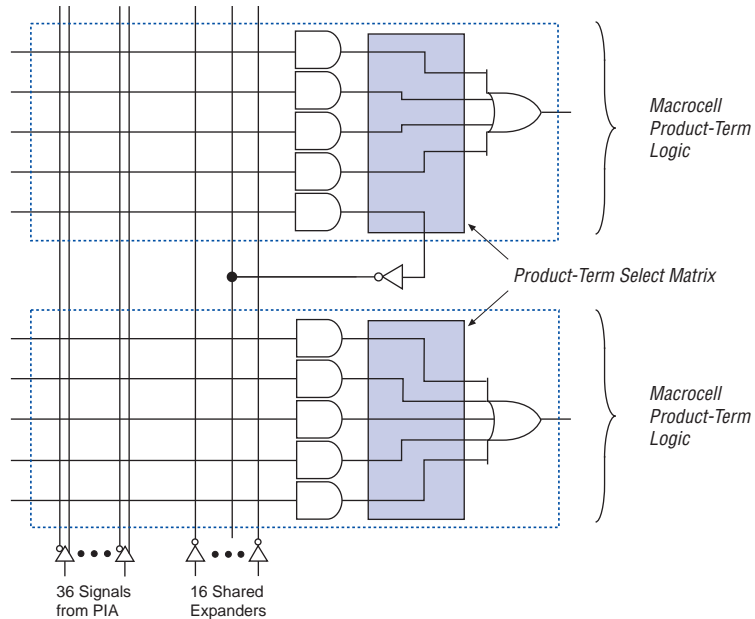 Macrocell
Product-Term
Logic
Product-Term Select Matrix
Macrocell
Product-Term
Logic
36 Signals
from PIA
16 Shared
Expanders